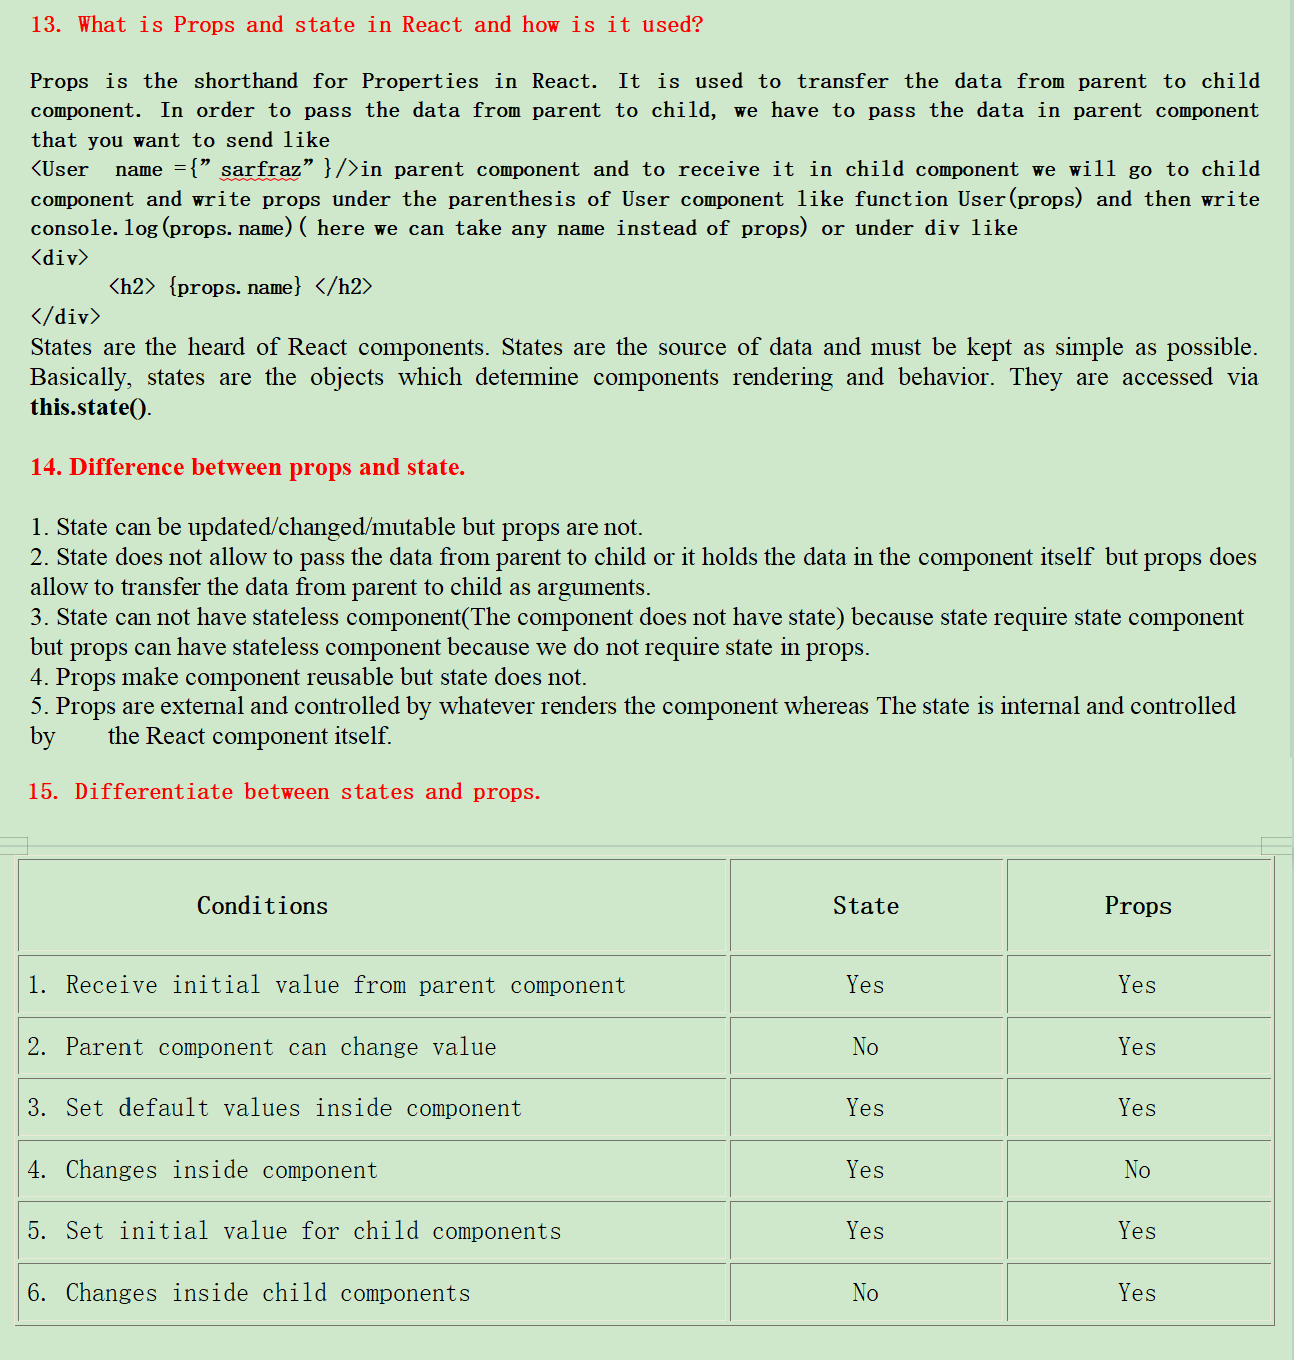 13. What is Props and state in React and how is it used?
Props is the shorthand for Properties in React. It is used to transfer the data from parent to child
component. In order to pass the data from parent to child, we have to pass the data in parent component
that you want to send like
<User  name ={” sarfraz” }/>in parent component and to receive it in child component we will go to child
component and write props under the parenthesis of User component like function User(props) and then write
console.log(props.name)( here we can take any name instead of props) or under div like
<div>
<h2> {props.name} </h2>
</div>
States are the heard of React components. States are the source of data and must be kept as simple as possible.
Basically, states are the objects which determine components rendering and behavior. They are accessed via
this.state().
14. Difference between props and state.
1. State can be updated/changed/mutable but props are not.
2. State does not allow to pass the data from parent to child or it holds the data in the component itself  but props does
allow to transfer the data from parent to child as arguments.
3. State can not have stateless component(The component does not have state) because state require state component
but props can have stateless component because we do not require state in props.
4. Props make component reusable but state does not.
5. Props are external and controlled by whatever renders the component whereas The state is internal and controlled
by      the React component itself.
15. Differentiate between states and props.
Conditions State Props
1. Receive initial value from parent component Yes Yes
2. Parent component can change value No Yes
3. Set default values inside component Yes Yes
4. Changes inside component Yes No
5. Set initial value for child components Yes Yes
6. Changes inside child components No Yes